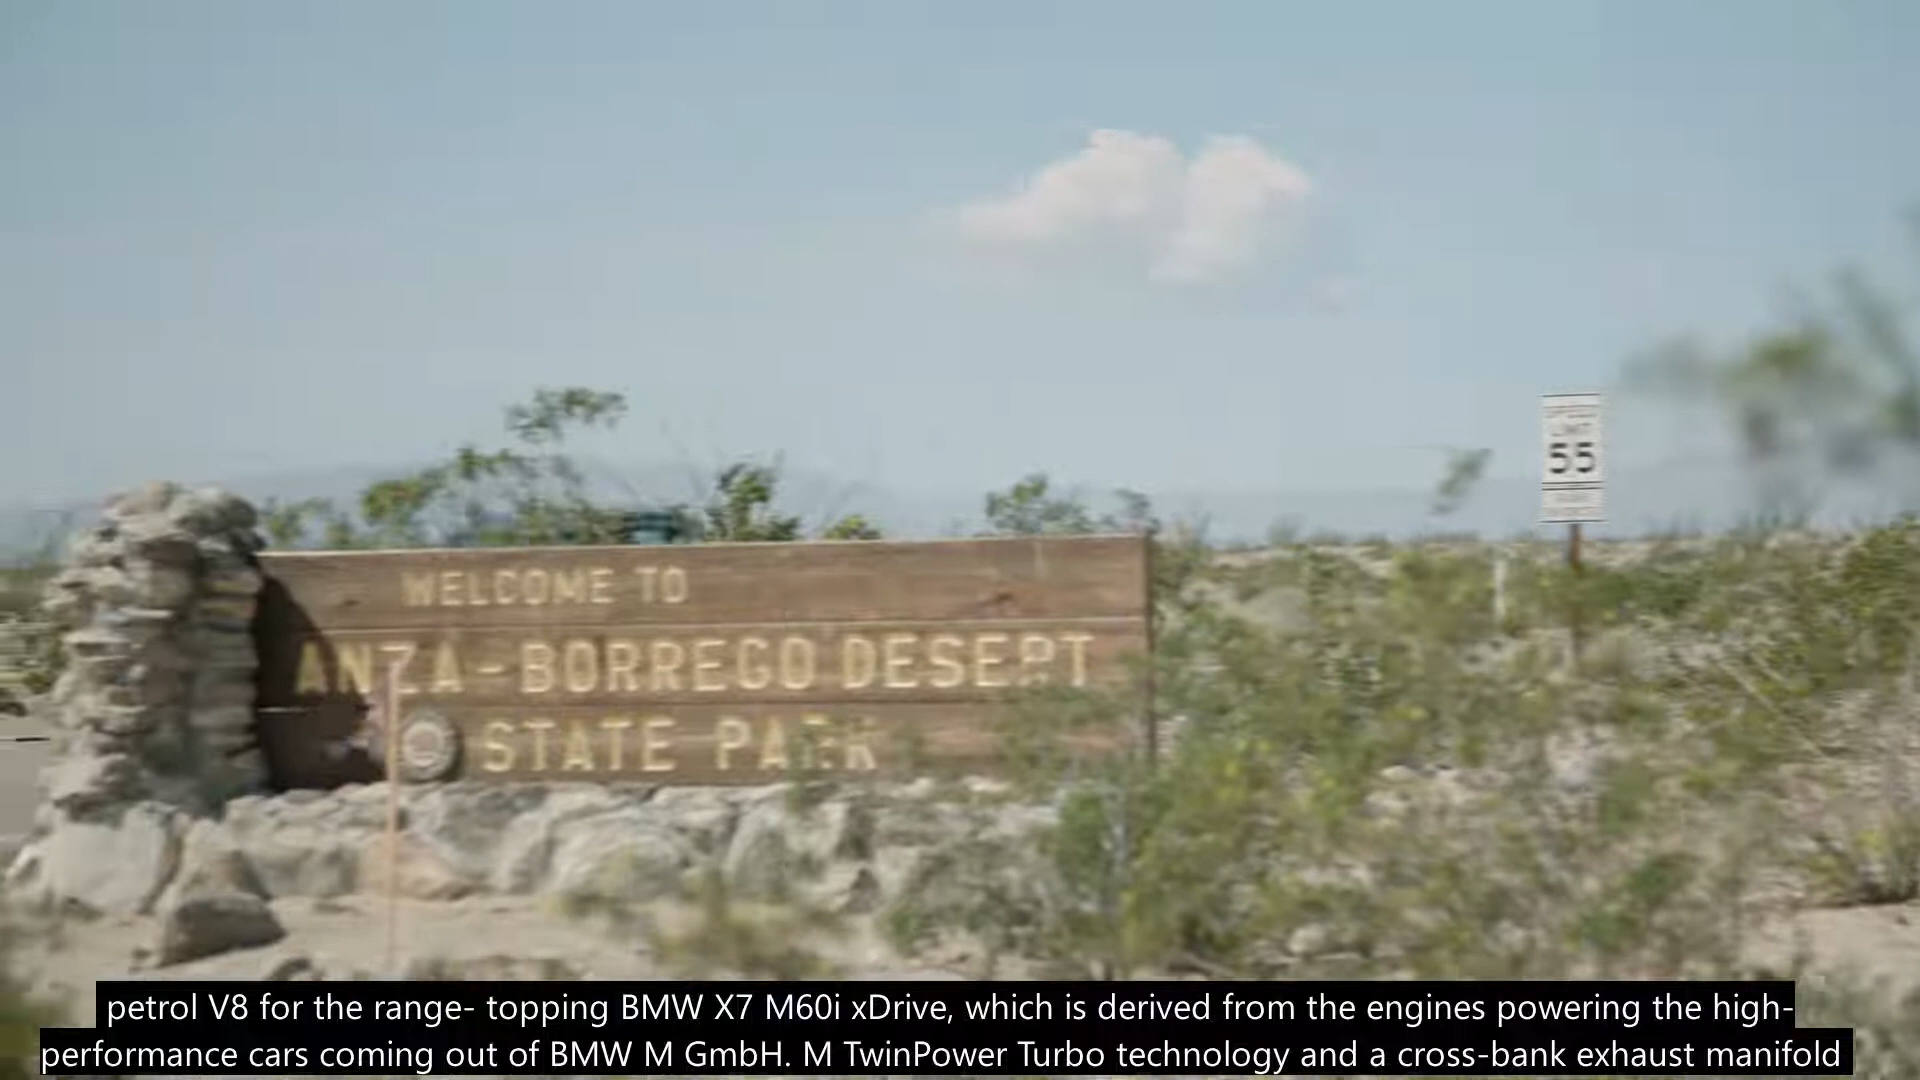 SPEED
LIMIT
55
WELCOME TO
ANZA-BORREGO DESERT
STATE PARK
petrol V8 for the range- topping BMW X7 M60i xDrive, which is derived from the engines powering the high-
performance cars coming out of BMW M GmbH. M TwinPower Turbo technology and a cross-bank exhaust manifold